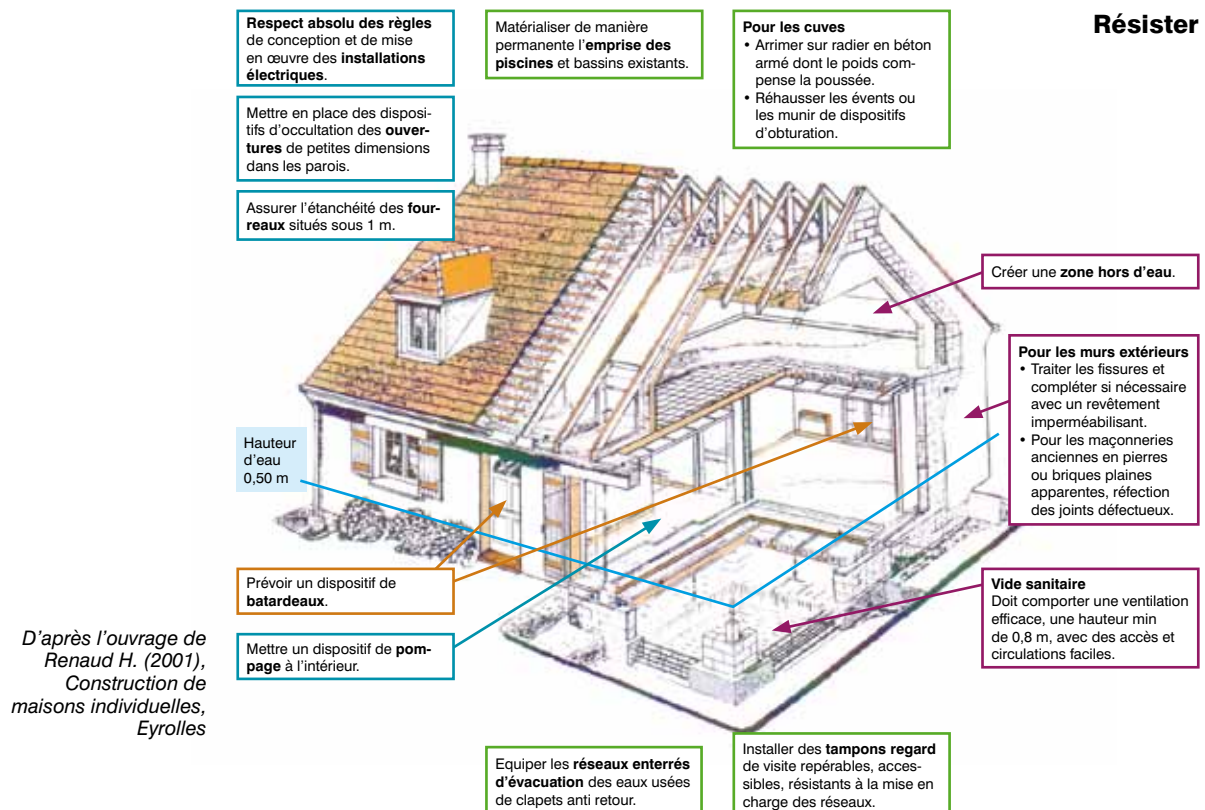 Résister
Respect absolu des règles
de conception et de mise
en œuvre des installations
électriques.
Matérialiser de manière
permanente l'emprise des
piscines et bassins existants.
Pour les cuves
• Arrimer sur radier en béton
armé dont le poids com-
pense la poussée.
• Réhausser les évents ou
les munir de dispositifs
d'obturation.
Mettre en place des disposi-
tifs d'occultation des ouver-
tures de petites dimensions
dans les parois.
Assurer l'étanchéité des four-
reaux situés sous 1 m.
Créer une zone hors d'eau.
Pour les murs extérieurs
• Traiter les fissures et
compléter si nécessaire
avec un revêtement
imperméabilisant.
• Pour les maçonneries
anciennes en pierres
ou briques plaines
apparentes, réfection
des joints défectueux.
Hauteur
d'eau
0,50 m
Prévoir un dispositif de
batardeaux.
Vide sanitaire
Doit comporter une ventilation
efficace, une hauteur min
de 0,8 m, avec des accès et
circulations faciles.
Mettre un dispositif de pom-
page à l'intérieur.
D'après l'ouvrage de
Renaud H. (2001),
Construction de
maisons individuelles,
Eyrolles
Equiper les réseaux enterrés
d'évacuation des eaux usées
de clapets anti retour.
Installer des tampons regard
de visite repérables, acces-
sibles, résistants à la mise en
charge des réseaux.